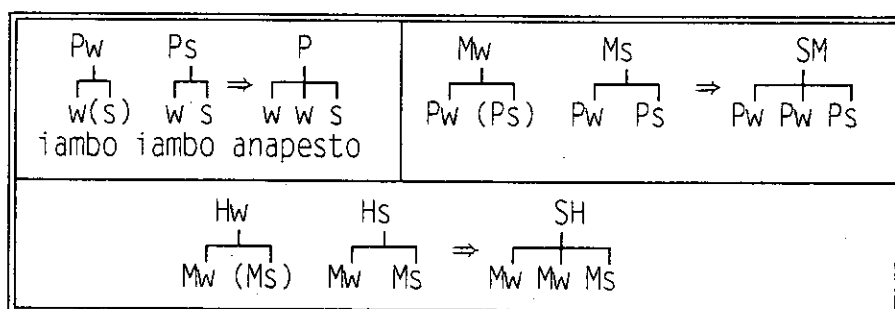 Pw Ps P
w(s) w s ⇒ w w s
iambo iambo anapesto
Mw Ms SM
Pw (Ps) Pw Ps ⇒ Pw Pw Ps
Hw Hs SH
Mw (Ms) Mw Ms ⇒ Mw Mw Ms